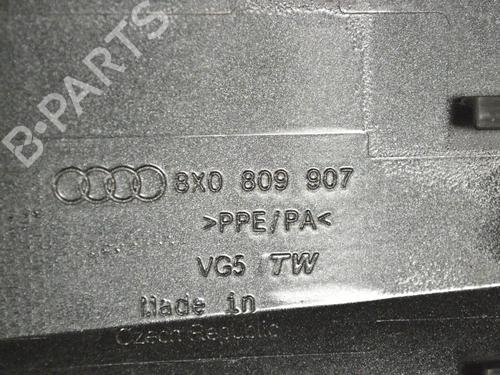 B-PARTS
8X0 809 907
>PPE/PA<
VG5 TW
Made in
Czech Republic